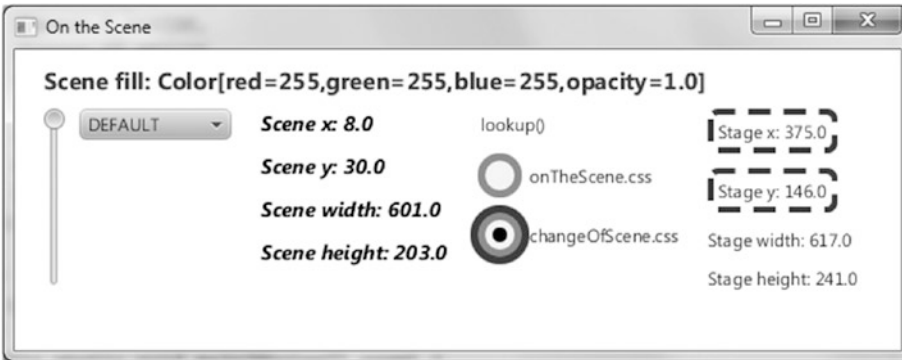 On the Scene
Scene fill: Color[red=255,green=255,blue=255,opacity=1.0]
DEFAULT
Scene x: 8.0
Scene y: 30.0
Scene width: 601.0
Scene height: 203.0
lookup()
onTheScene.css
changeOfScene.css
Stage x: 375.0
Stage y: 146.0
Stage width: 617.0
Stage height: 241.0